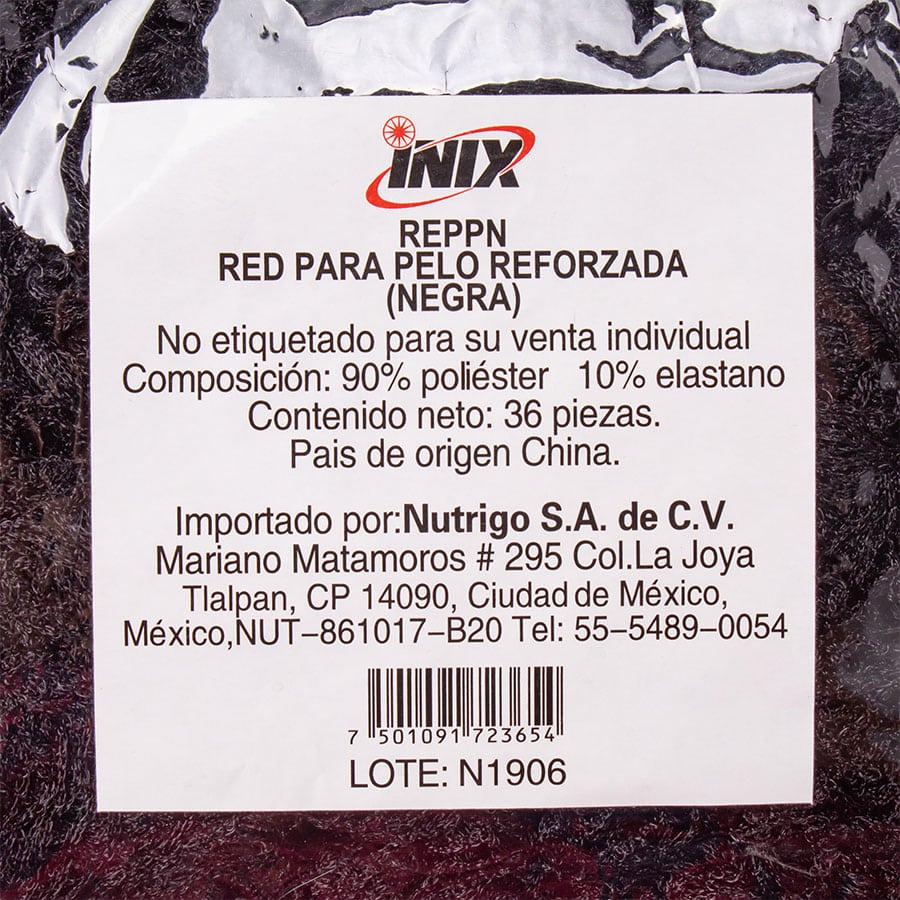 INIX
REPPN
RED PARA PELO REFORZADA
(NEGRA)
No etiquetado para su venta individual
Composición: 90% poliéster 10% elastano
Contenido neto: 36 piezas.
Pais de origen China.
Importado por:Nutrigo S.A. de C.V.
Mariano Matamoros # 295 Col.La Joya
Tlalpan, CP 14090, Ciudad de México,
México,NUT–861017–B20 Tel: 55–5489–0054
7 501091 723654
LOTE: N1906